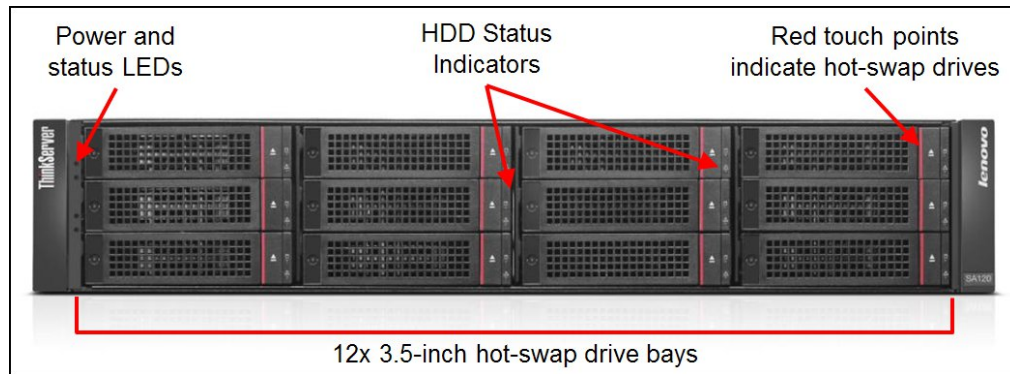 Power and
status LEDs
HDD Status
Indicators
Red touch points
indicate hot-swap drives
ThinkServer
lenovo
SA120
12x 3.5-inch hot-swap drive bays